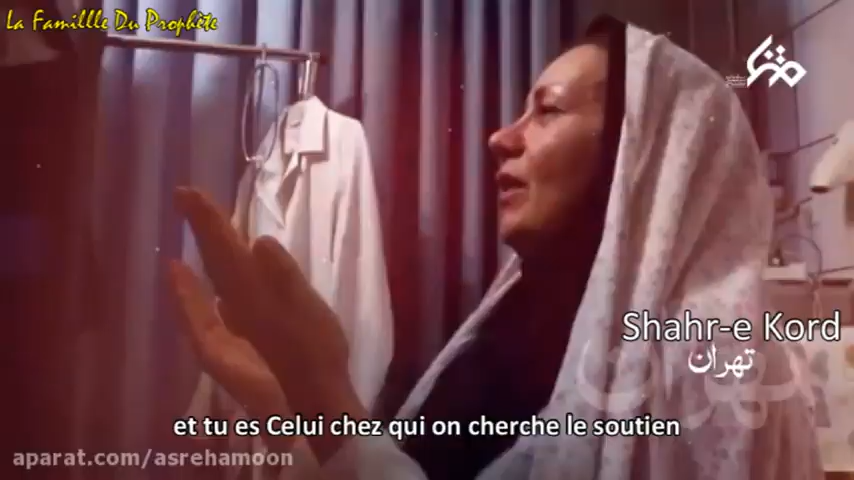 La Famillle Du Prophète
Shahr-e Kord
تهران
et tu es Celui chez qui on cherche le soutien
aparat.com/asrehamoon